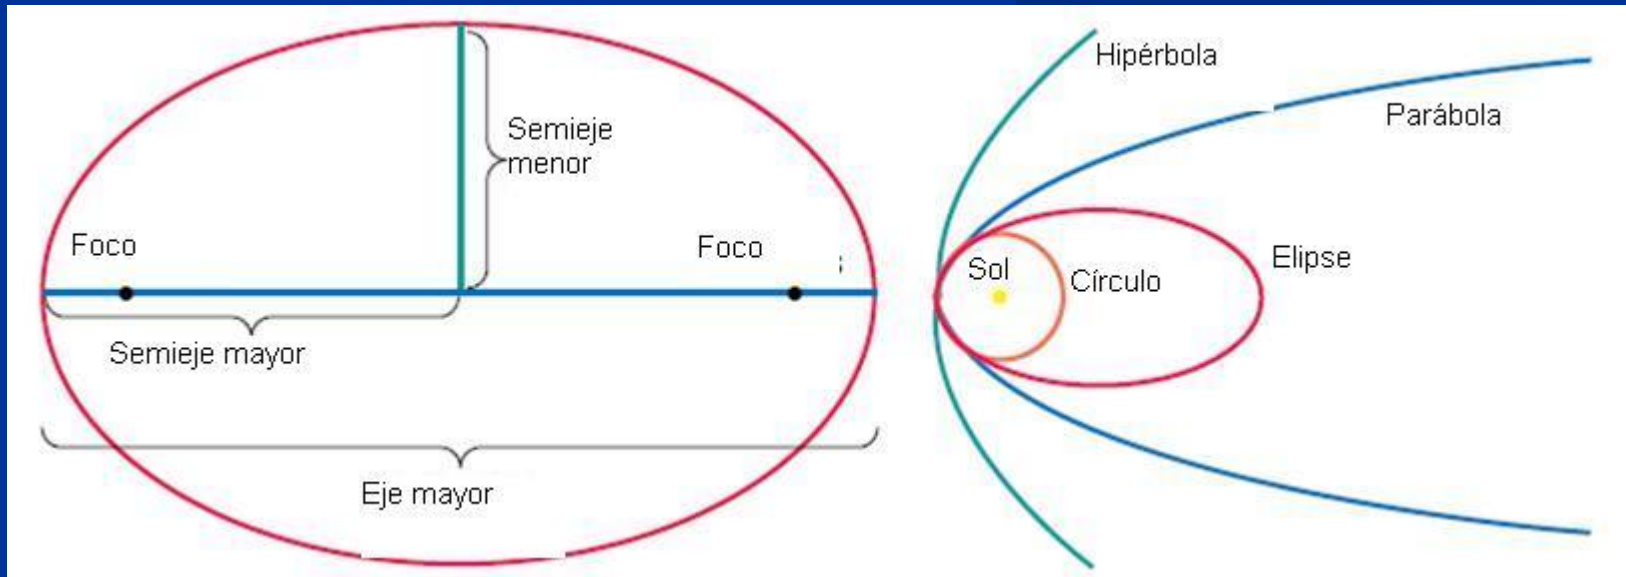 Semieje
menor
Foco
Foco
Semieje mayor
Eje mayor
Hipérbola
Parábola
Sol
Círculo
Elipse